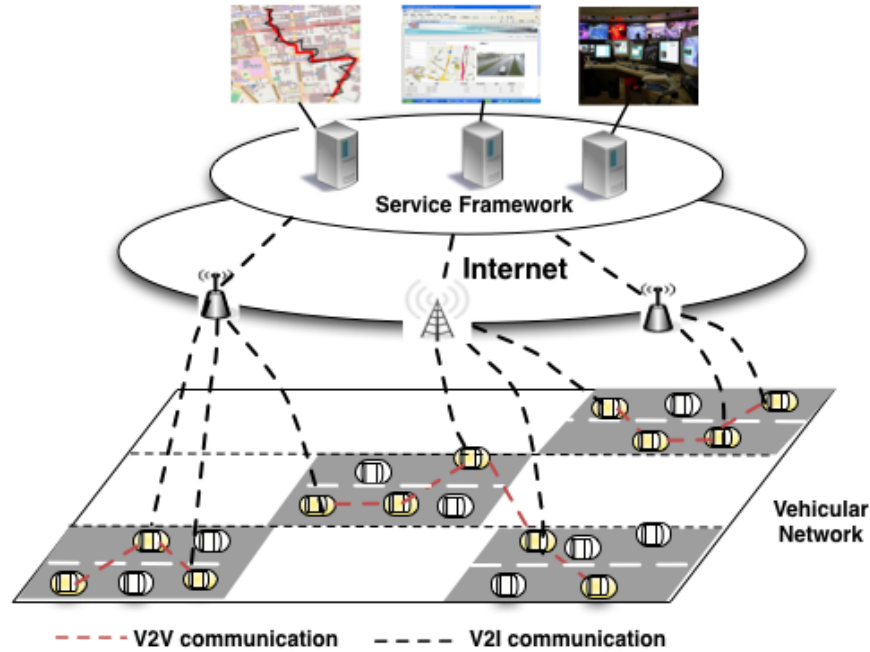 Service Framework
Internet
Vehicular
Network
V2V communication
V2I communication